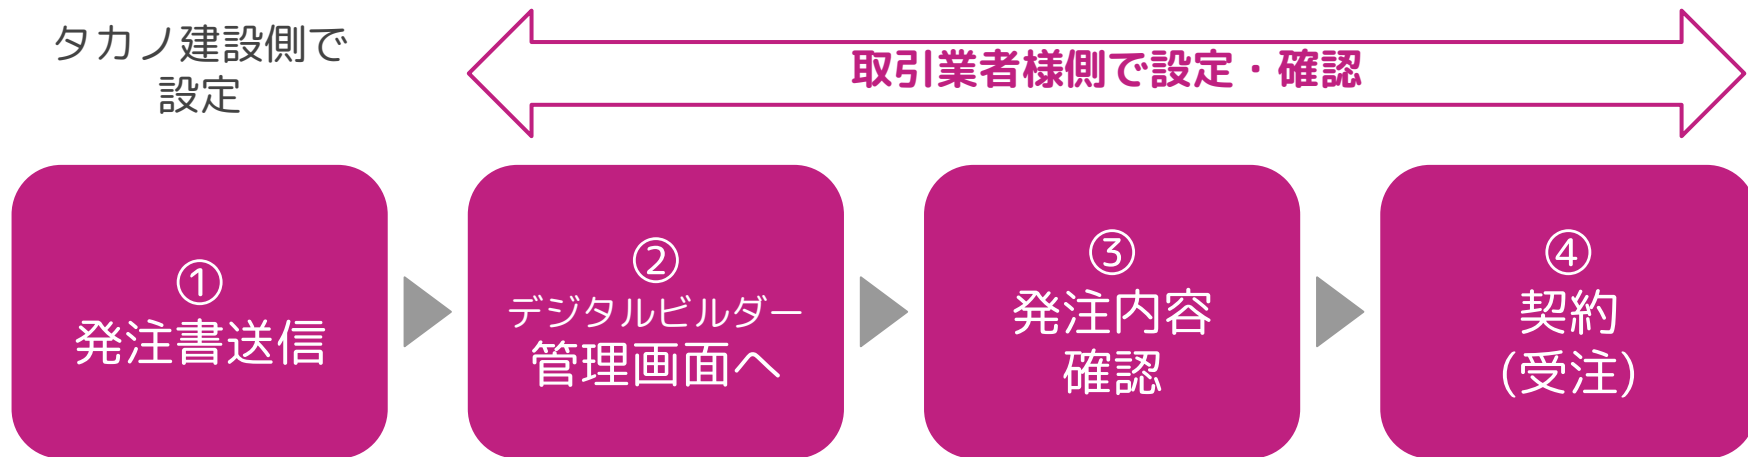 タカノ建設側で
設定
取引業者様側で設定・確認
①
発注書送信
②
デジタルビルダー
管理画面へ
③
発注内容
確認
④
契約
(受注)